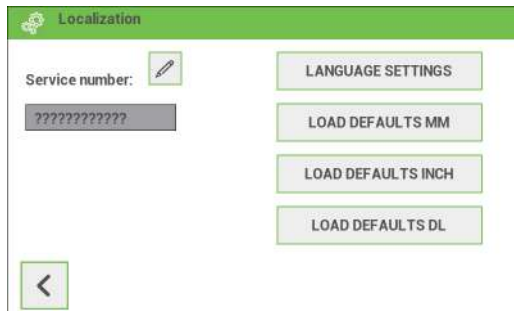 Localization
Service number:
????????????
LANGUAGE SETTINGS
LOAD DEFAULTS MM
LOAD DEFAULTS INCH
LOAD DEFAULTS DL